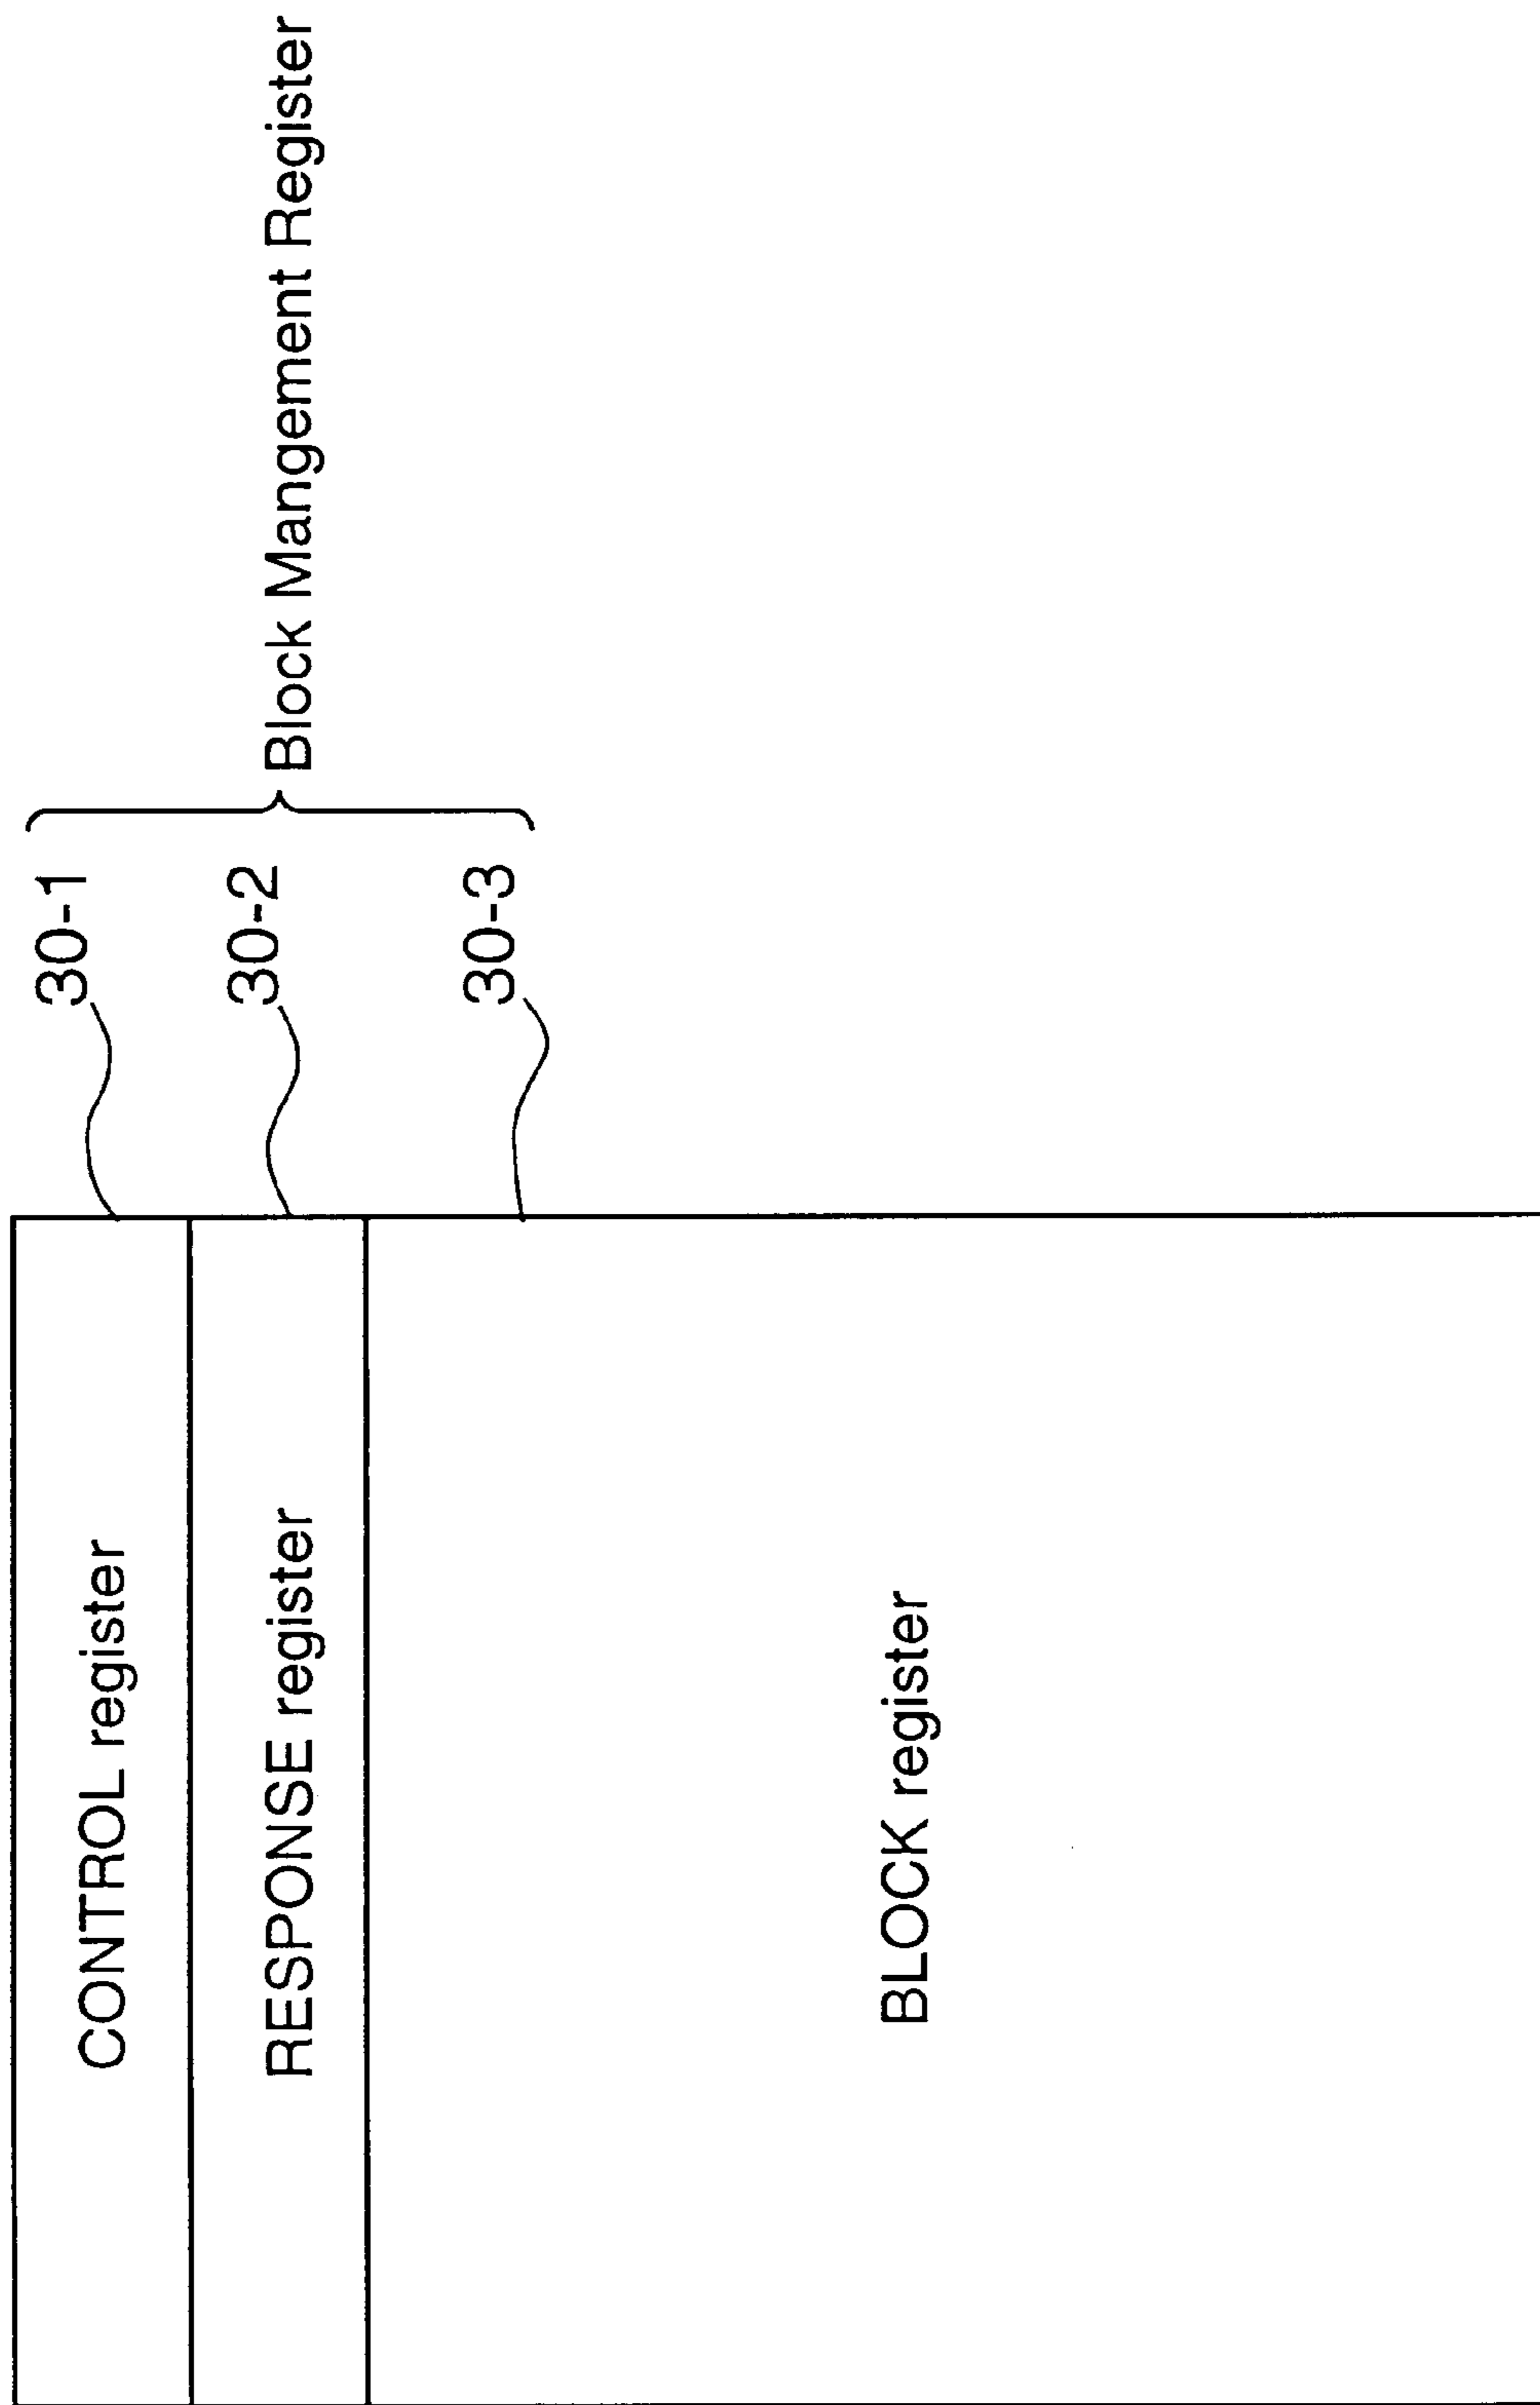 CONTROL register
30-1
RESPONSE register
30-2
BLOCK register
30-3
Block Mangement Register